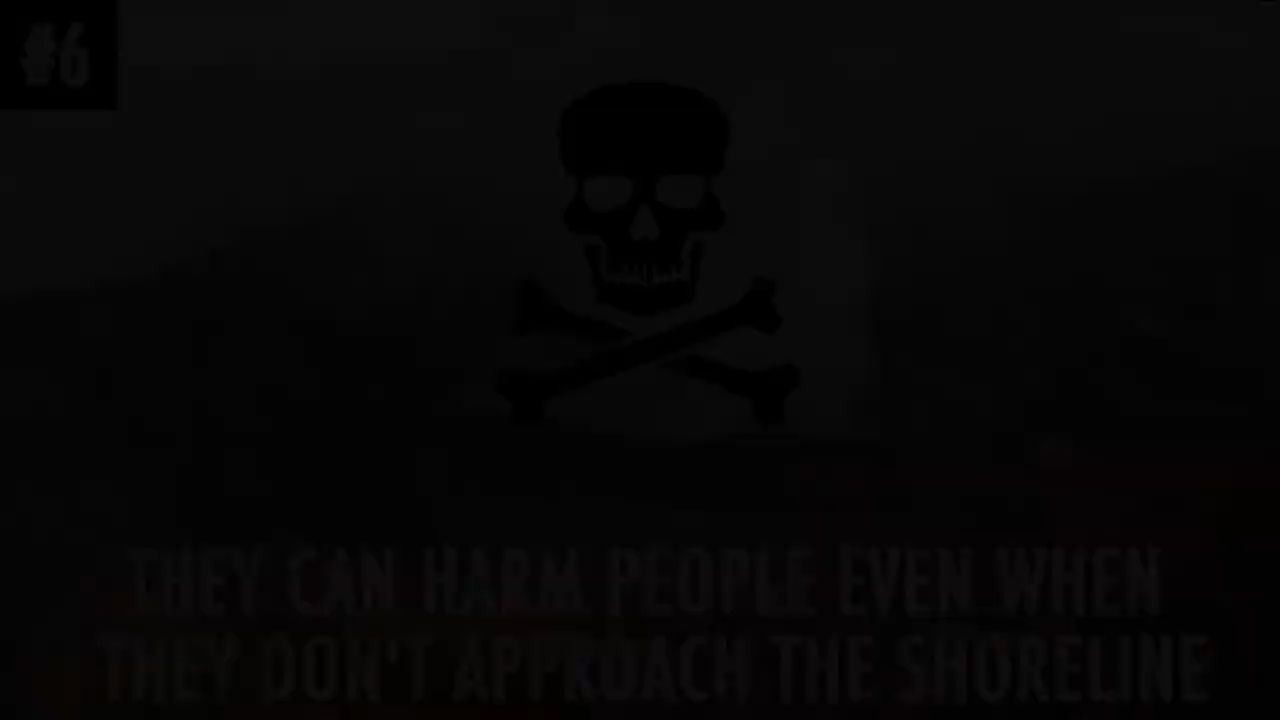 #6
THEY CAN HARM PEOPLE EVEN WHEN
THEY DON'T APPROACH THE SHORELINE